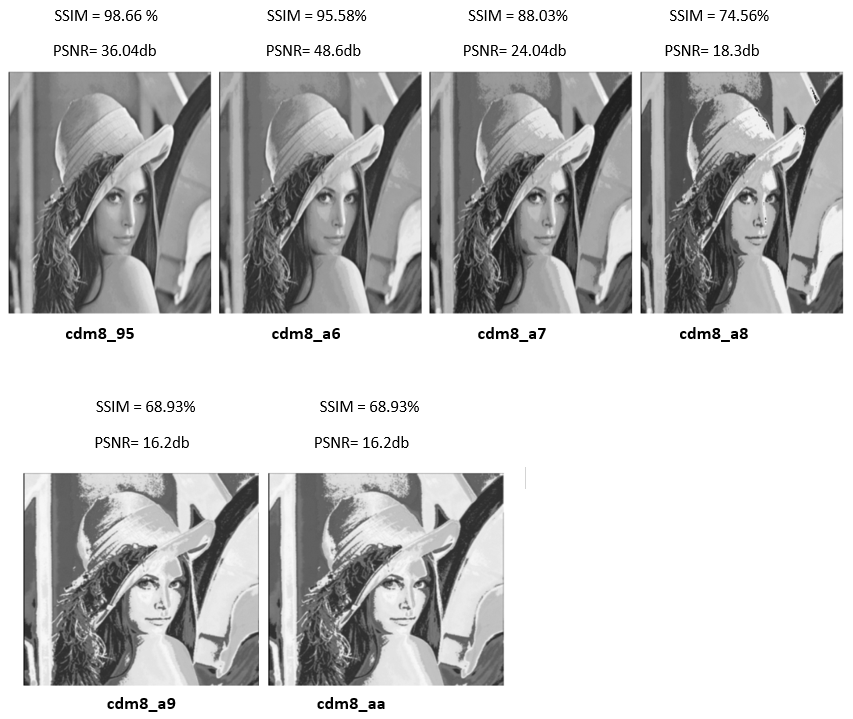 SSIM = 98.66 % SSIM = 95.58% SSIM = 88.03% SSIM = 74.56%
PSNR= 36.04db PSNR= 48.6db PSNR= 24.04db PSNR= 18.3db
cdm8_95 cdm8_a6 cdm8_a7 cdm8_a8
SSIM = 68.93% SSIM = 68.93%
PSNR= 16.2db PSNR= 16.2db
cdm8_a9 cdm8_aa